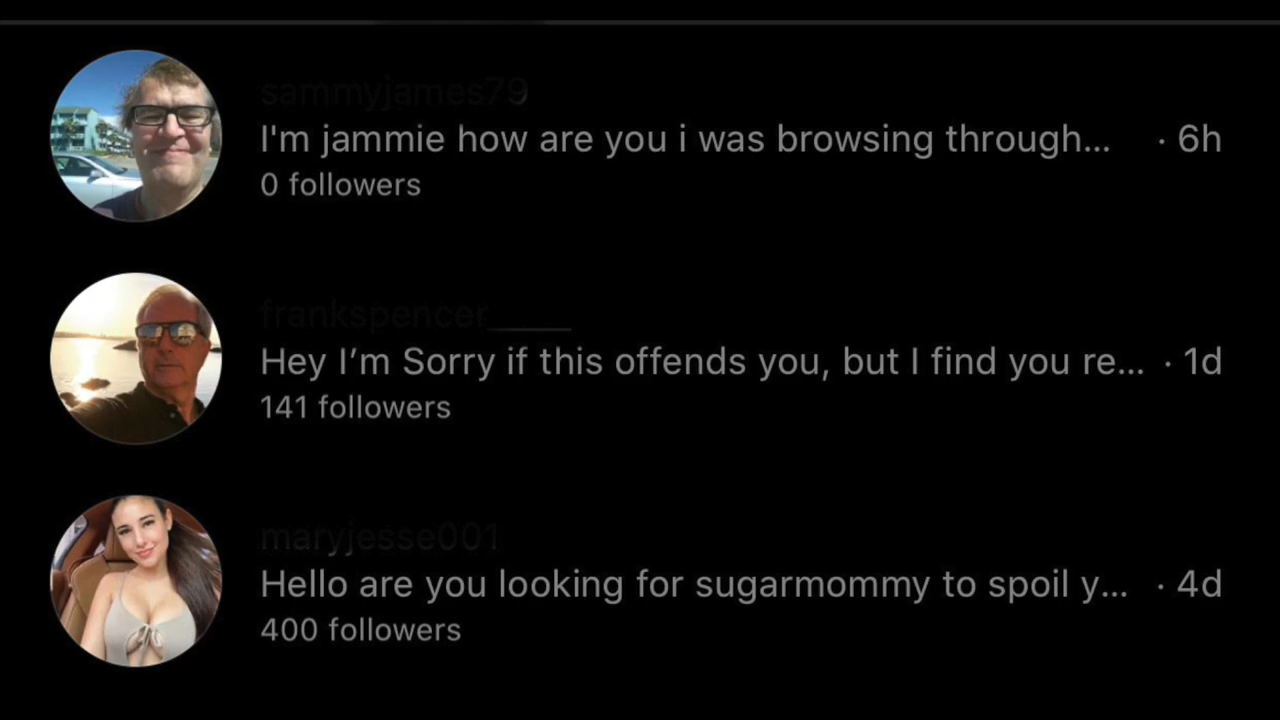 sammyjames79
I'm jammie how are you i was browsing through... · 6h
0 followers
frankspencer_____
Hey I’m Sorry if this offends you, but I find you re... · 1d
141 followers
maryjesse001
Hello are you looking for sugarmommy to spoil y... · 4d
400 followers